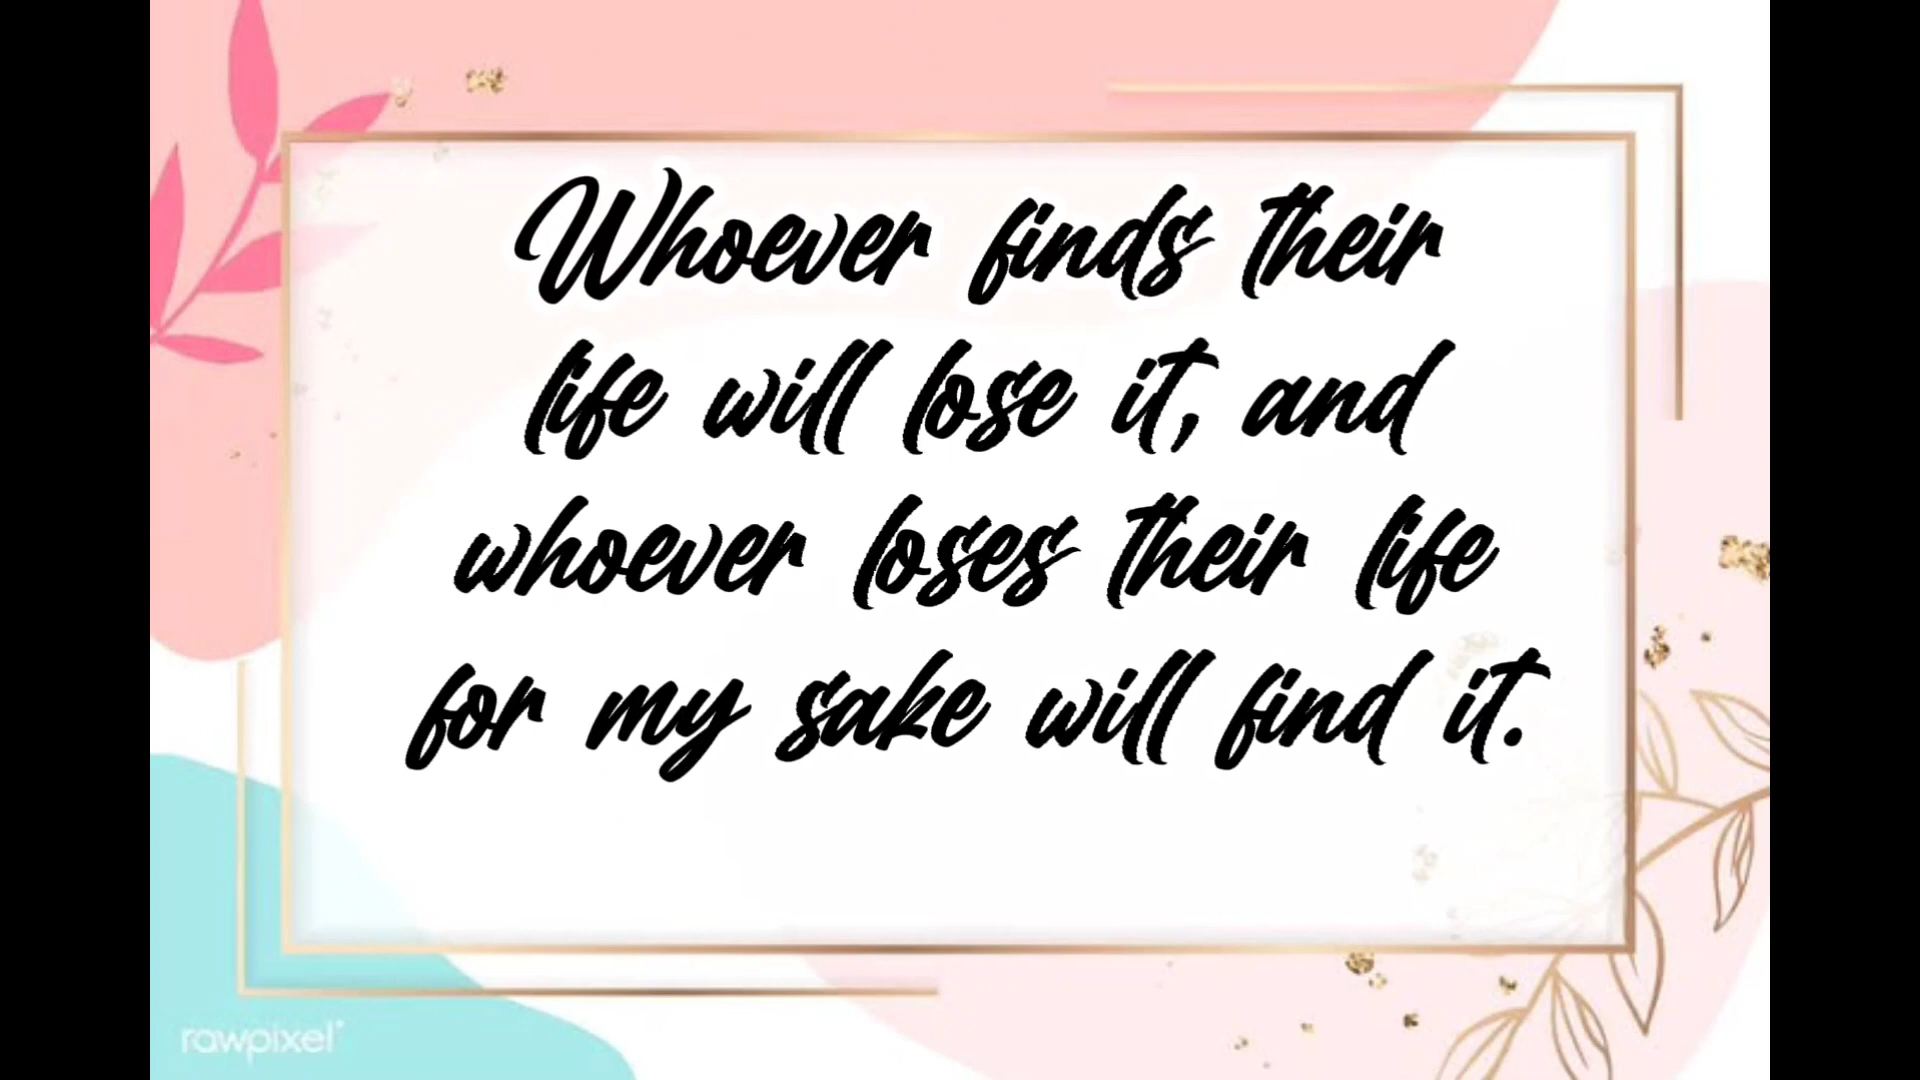 Whoever finds their
life will lose it, and
whoever loses their life
for my sake will find it.
rawpixel